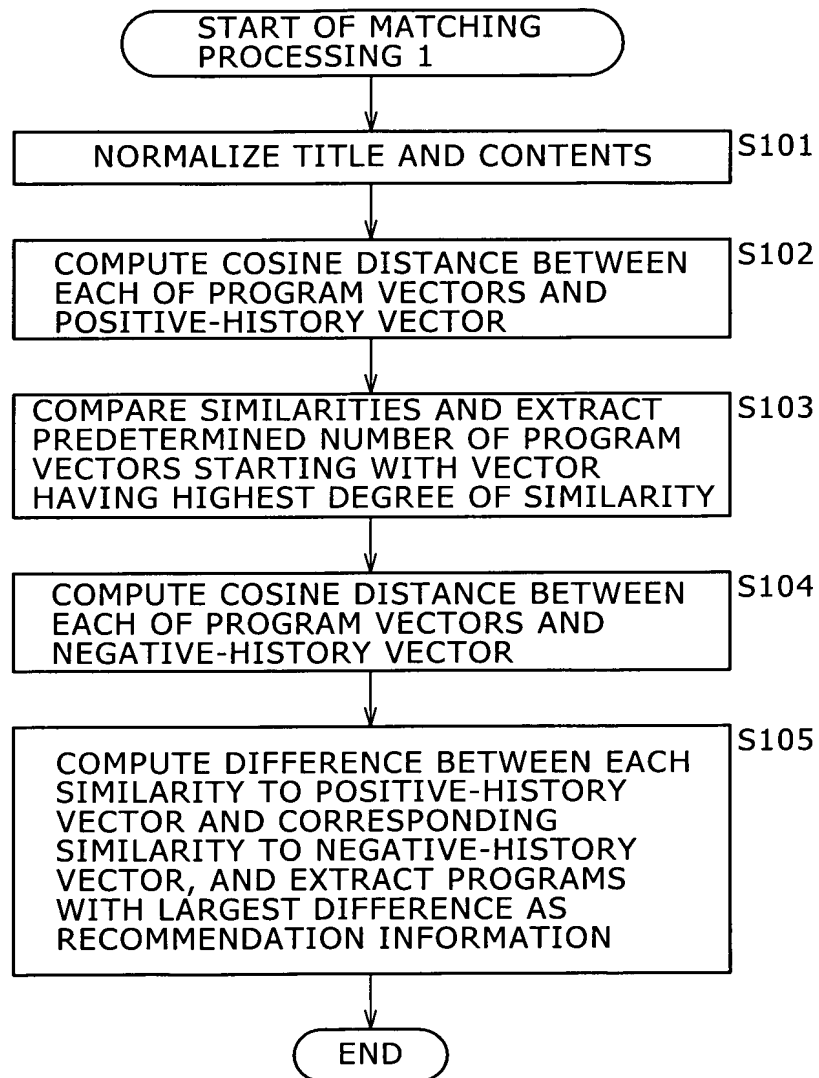 START OF MATCHING
PROCESSING 1
NORMALIZE TITLE AND CONTENTS
S101
COMPUTE COSINE DISTANCE BETWEEN
EACH OF PROGRAM VECTORS AND
POSITIVE-HISTORY VECTOR
S102
COMPARE SIMILARITIES AND EXTRACT
PREDETERMINED NUMBER OF PROGRAM
VECTORS STARTING WITH VECTOR
HAVING HIGHEST DEGREE OF SIMILARITY
S103
COMPUTE COSINE DISTANCE BETWEEN
EACH OF PROGRAM VECTORS AND
NEGATIVE-HISTORY VECTOR
S104
COMPUTE DIFFERENCE BETWEEN EACH
SIMILARITY TO POSITIVE-HISTORY
VECTOR AND CORRESPONDING
SIMILARITY TO NEGATIVE-HISTORY
VECTOR, AND EXTRACT PROGRAMS
WITH LARGEST DIFFERENCE AS
RECOMMENDATION INFORMATION
S105
END